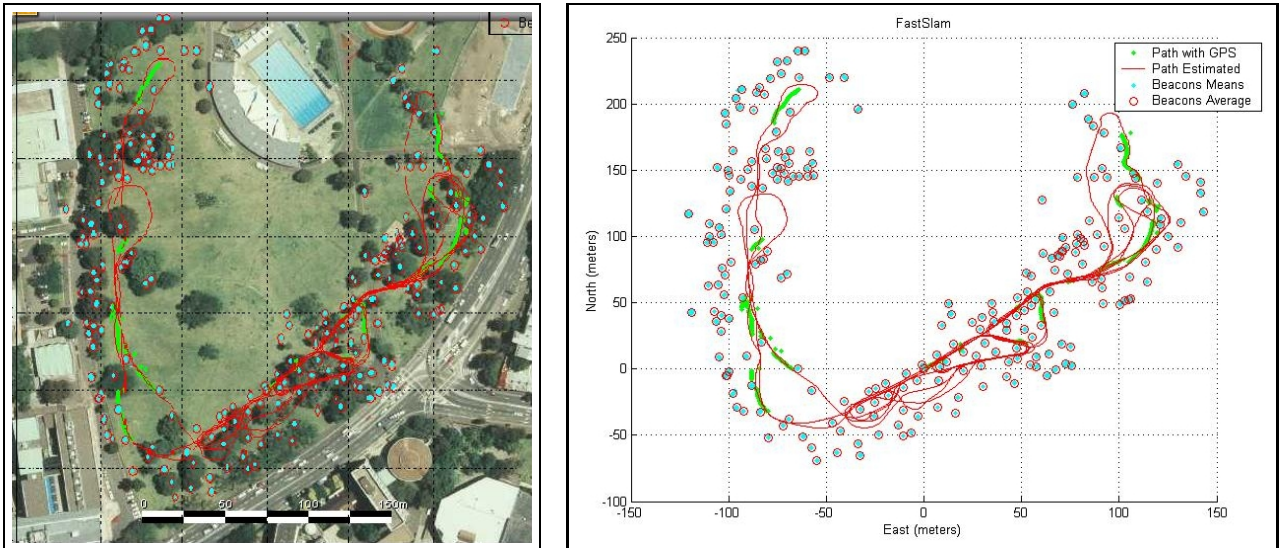 Be
0 50 100 150m
FastSlam
250
200
150
100
50
0
-50
-100
North (meters)
Path with GPS
Path Estimated
Beacons Means
Beacons Average
-150 -100 -50 0 50 100 150
East (meters)